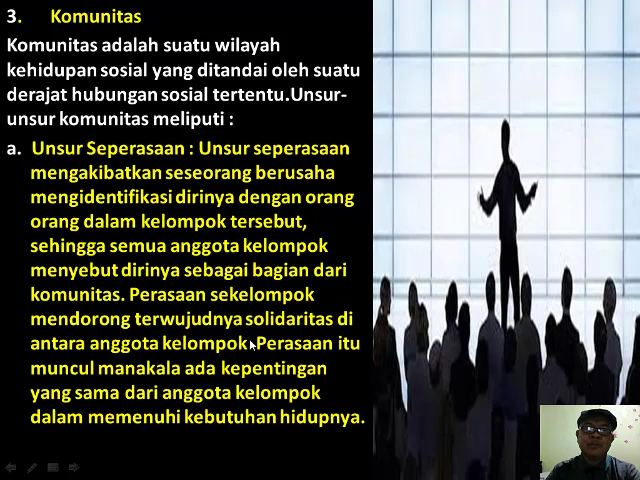 3. Komunitas
Komunitas adalah suatu wilayah
kehidupan sosial yang ditandai oleh suatu
derajat hubungan sosial tertentu.Unsur-
unsur komunitas meliputi :
a. Unsur Seperasaan : Unsur seperasaan
mengakibatkan seseorang berusaha
mengidentifikasi dirinya dengan orang
orang dalam kelompok tersebut,
sehingga semua anggota kelompok
menyebut dirinya sebagai bagian dari
komunitas. Perasaan sekelompok
mendorong terwujudnya solidaritas di
antara anggota kelompok.Perasaan itu
muncul manakala ada kepentingan
yang sama dari anggota kelompok
dalam memenuhi kebutuhan hidupnya.